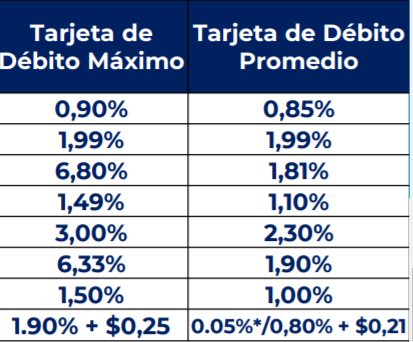 Tarjeta de Débito Máximo
Tarjeta de Débito Promedio
0,90% 0,85%
1,99% 1,99%
6,80% 1,81%
1,49% 1,10%
3,00% 2,30%
6,33% 1,90%
1,50% 1,00%
1.90% + $0,25 0.05%*/0,80% + $0,21